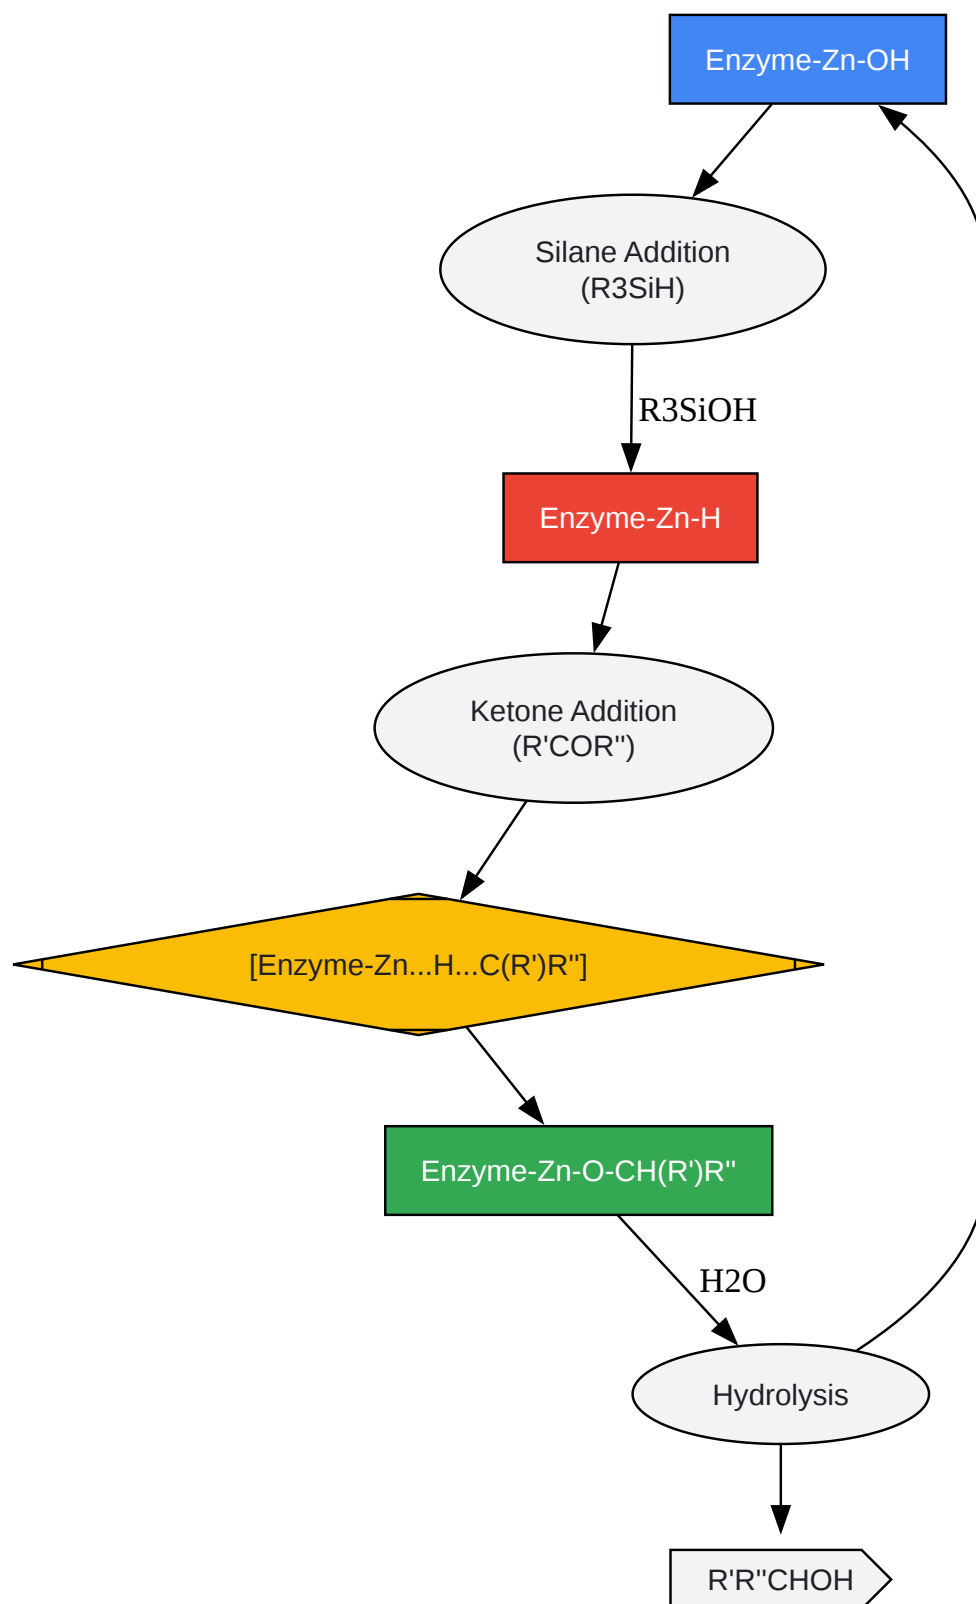 Enzyme-Zn-OH
Silane Addition
(R3SiH)
R3SiOH
Enzyme-Zn-H
Ketone Addition
(R'COR")
[Enzyme-Zn...H...C(R')R"]
Enzyme-Zn-O-CH(R')R"
H2O
Hydrolysis
R'R"CHOH